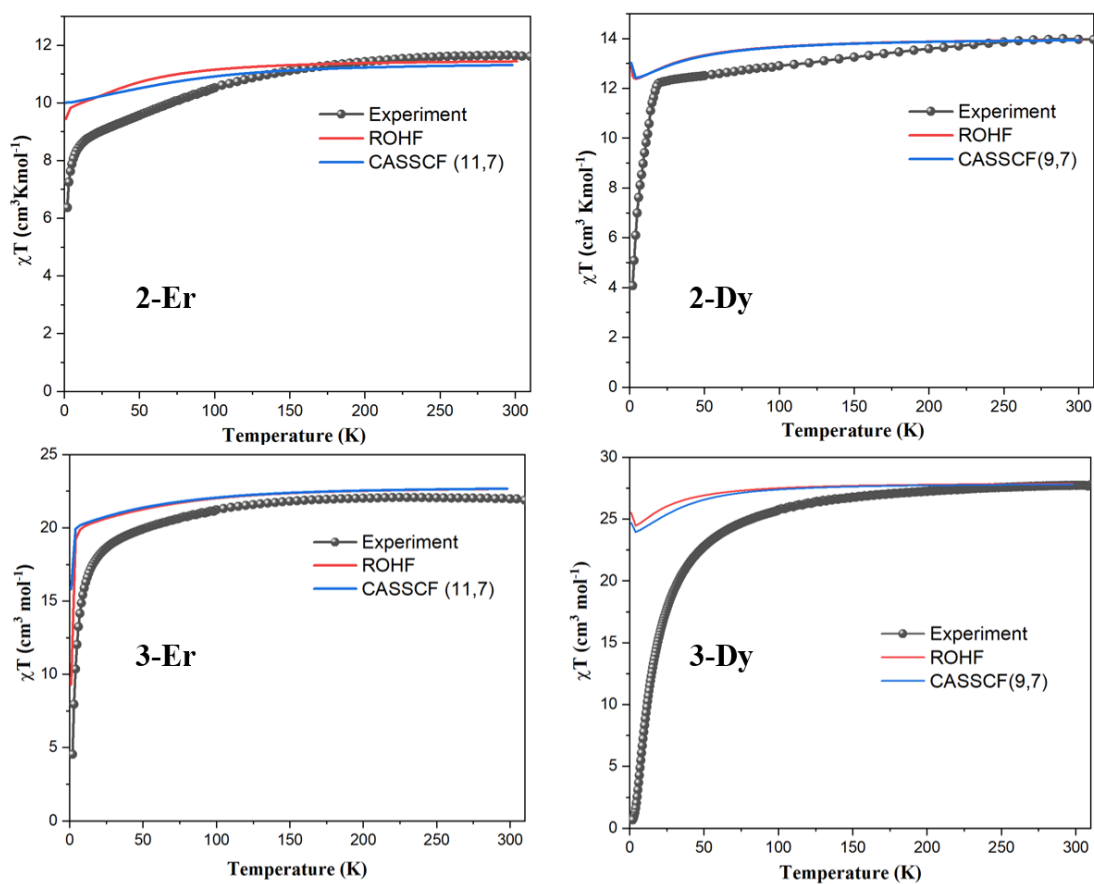 χT (cm³Kmol⁻¹)
12
10
8
6
4
2
0
Experiment
ROHF
CASSCF (11,7)
2-Er
0 50 100 150 200 250 300
Temperature (K)
χT (cm³ Kmol⁻¹)
14
12
10
8
6
4
2
0
Experiment
ROHF
CASSCF(9,7)
2-Dy
0 50 100 150 200 250 300
Temperature (K)
χT (cm³ mol⁻¹)
25
20
15
10
5
0
Experiment
ROHF
CASSCF (11,7)
3-Er
0 50 100 150 200 250 300
Temperature (K)
χT (cm³ mol⁻¹)
30
25
20
15
10
5
0
Experiment
ROHF
CASSCF(9,7)
3-Dy
0 50 100 150 200 250 300
Temperature (K)